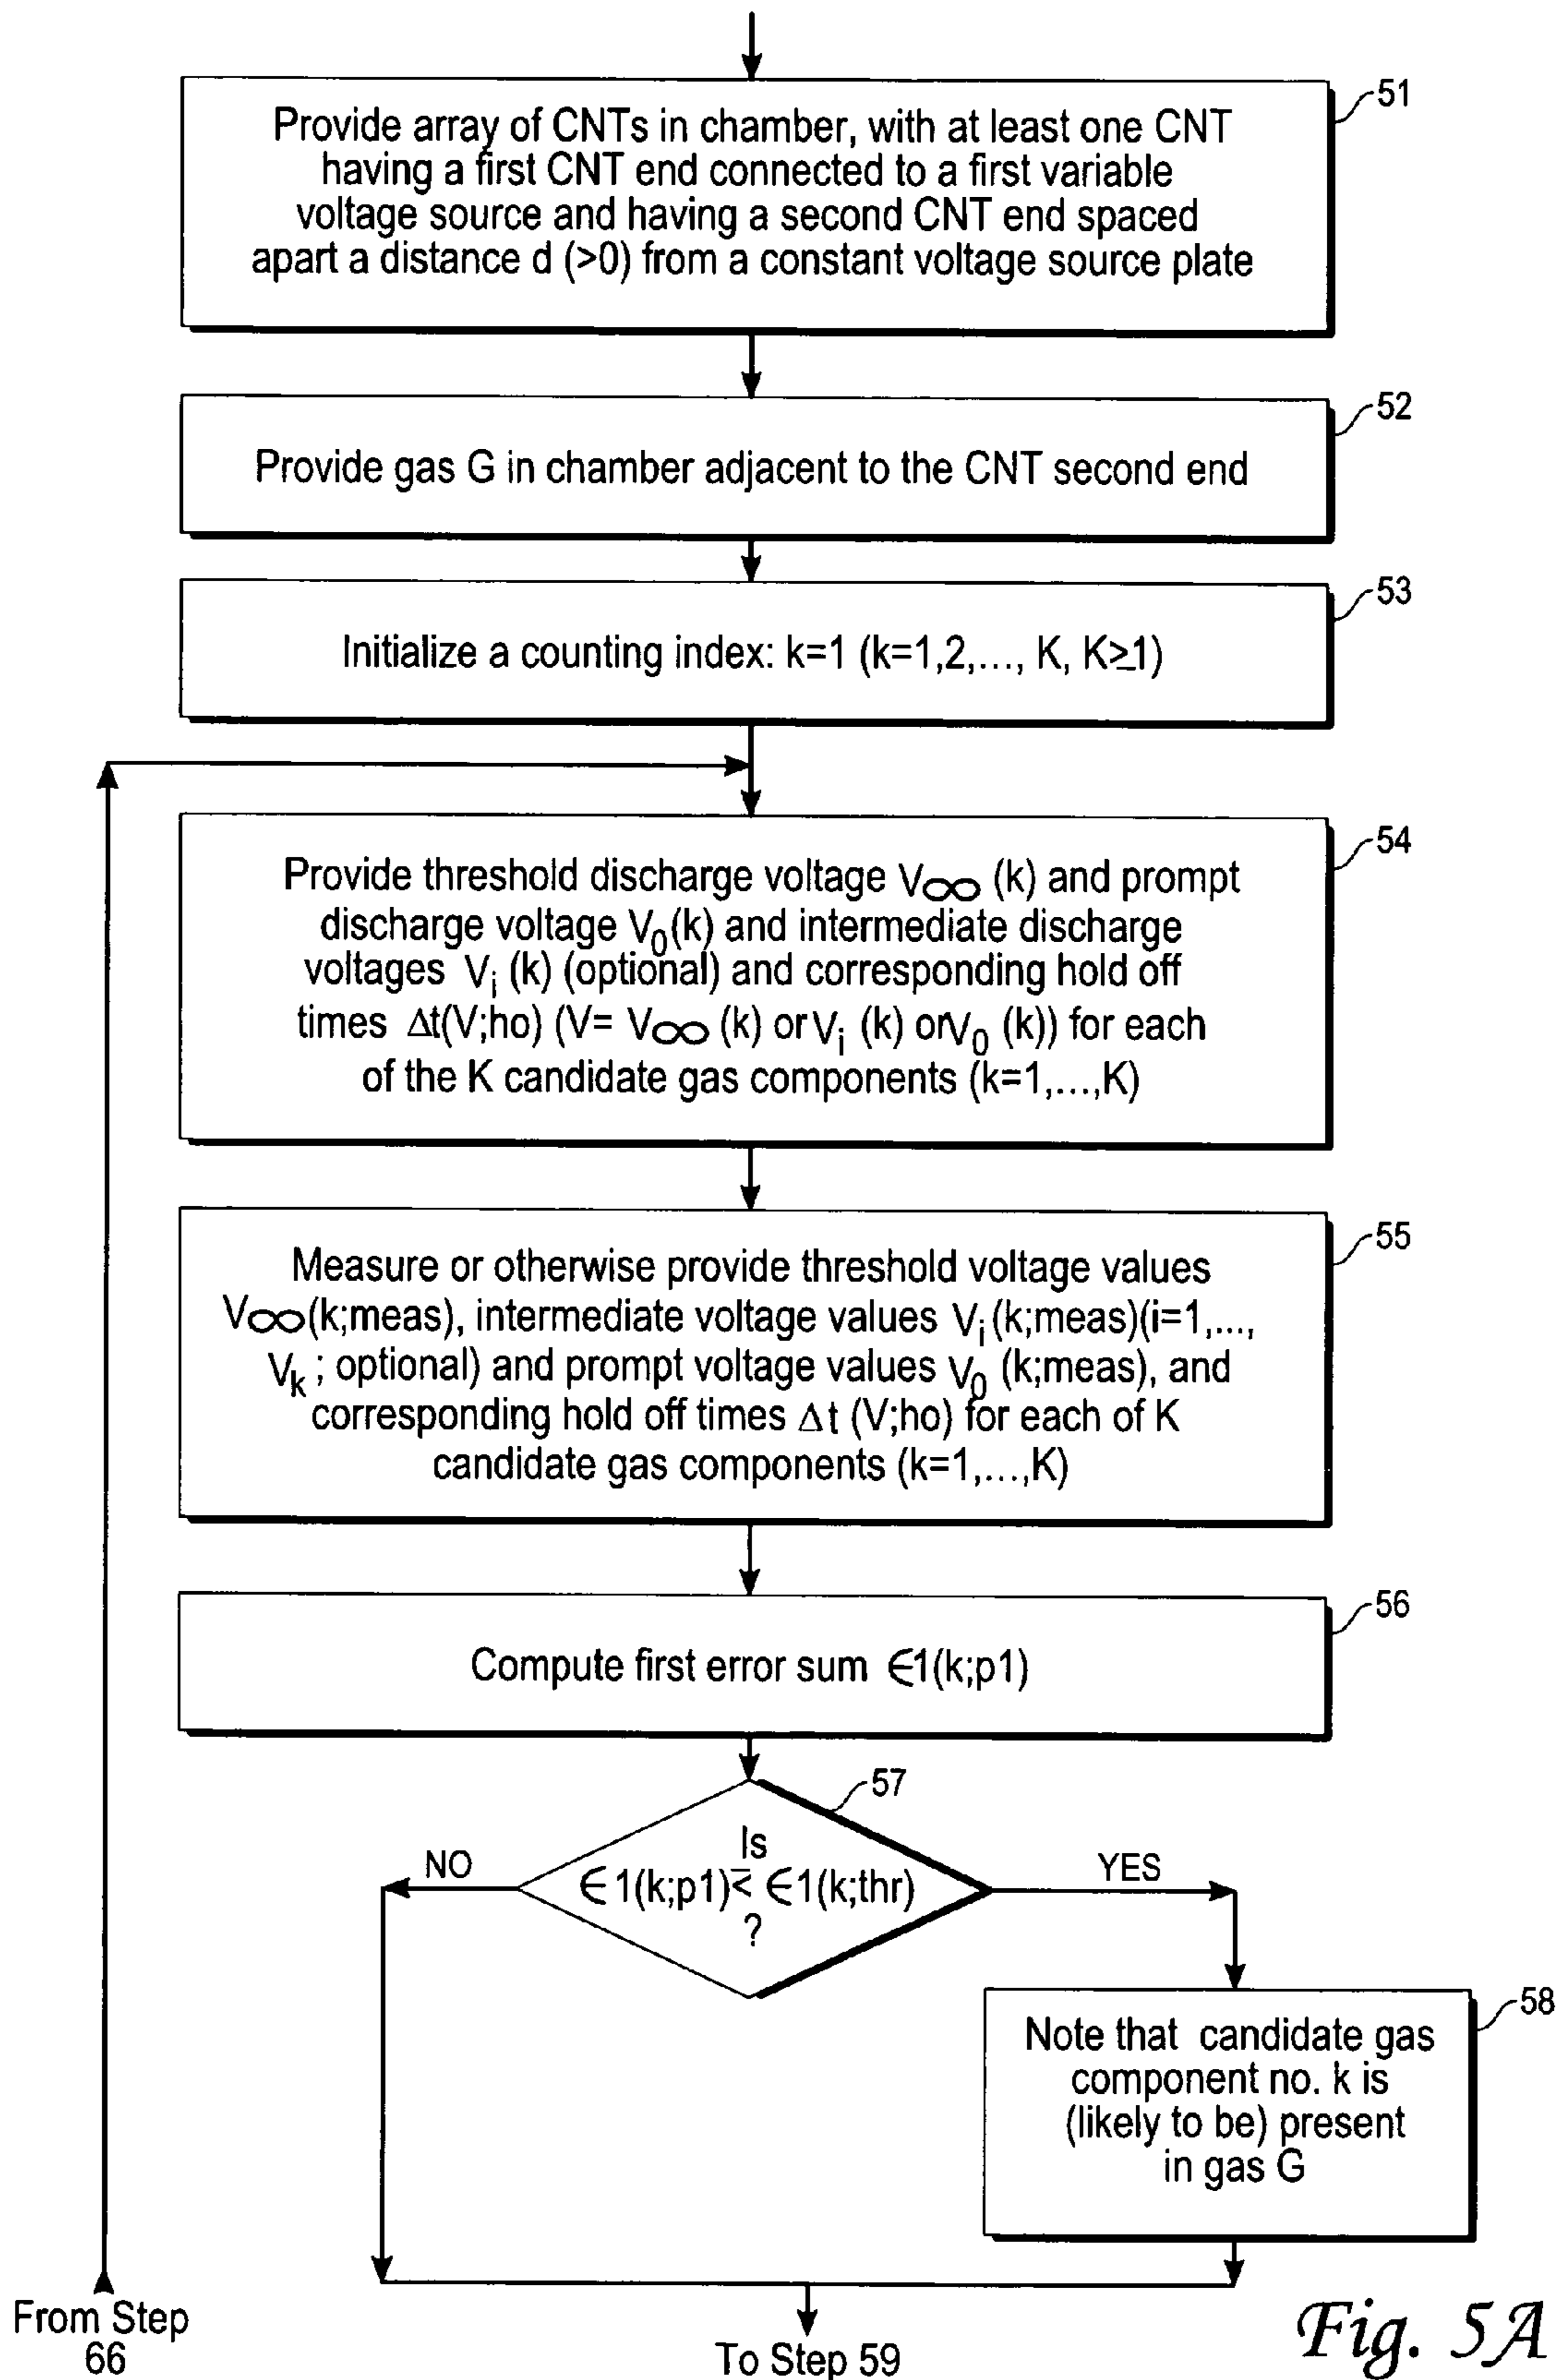 51
Provide array of CNTs in chamber, with at least one CNT
having a first CNT end connected to a first variable
voltage source and having a second CNT end spaced
apart a distance d (>0) from a constant voltage source plate
52
Provide gas G in chamber adjacent to the CNT second end
53
Initialize a counting index: k=1 (k=1,2,..., K, K≥1)
54
Provide threshold discharge voltage V∞ (k) and prompt
discharge voltage V₀(k) and intermediate discharge
voltages Vᵢ (k) (optional) and corresponding hold off
times Δt(V;ho) (V= V∞ (k) or Vᵢ (k) or V₀ (k)) for each
of the K candidate gas components (k=1,...,K)
55
Measure or otherwise provide threshold voltage values
V∞(k;meas), intermediate voltage values Vᵢ (k;meas)(i=1,...,
Vₖ ; optional) and prompt voltage values V₀ (k;meas), and
corresponding hold off times Δt (V;ho) for each of K
candidate gas components (k=1,...,K)
56
Compute first error sum ∈1(k;p1)
57
Is
∈1(k;p1) ≤ ∈1(k;thr)
?
NO
YES
58
Note that candidate gas
component no. k is
(likely to be) present
in gas G
From Step
66
To Step 59
Fig. 5A